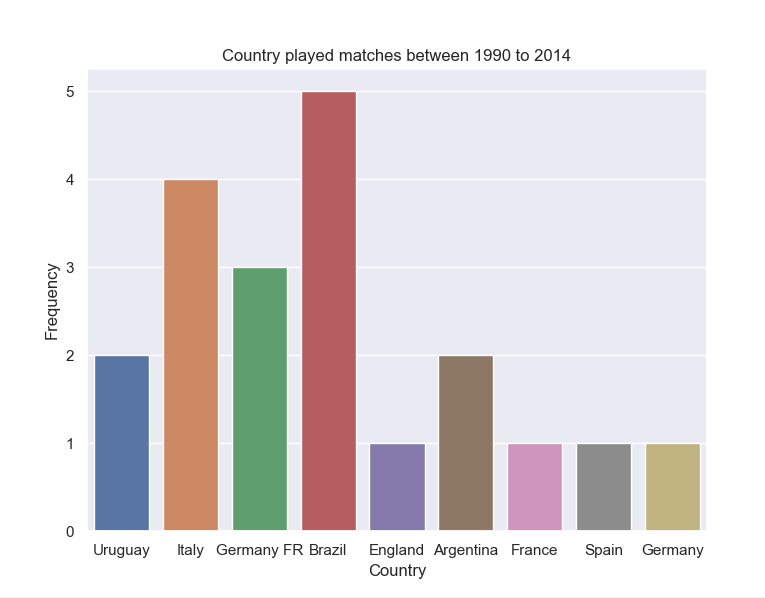 Country played matches between 1990 to 2014
5
4
3
2
1
0
Frequency
Uruguay Italy Germany FR Brazil England Argentina France Spain Germany
Country